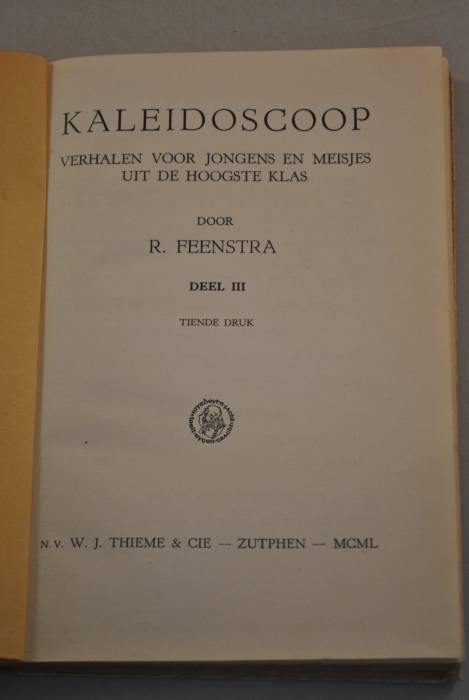 KALEIDOSCOOP
VERHALEN VOOR JONGENS EN MEISJES
UIT DE HOOGSTE KLAS
DOOR
R. FEENSTRA
DEEL III
TIENDE DRUK
N.V. W. J. THIEME & CIE — ZUTPHEN — MCML